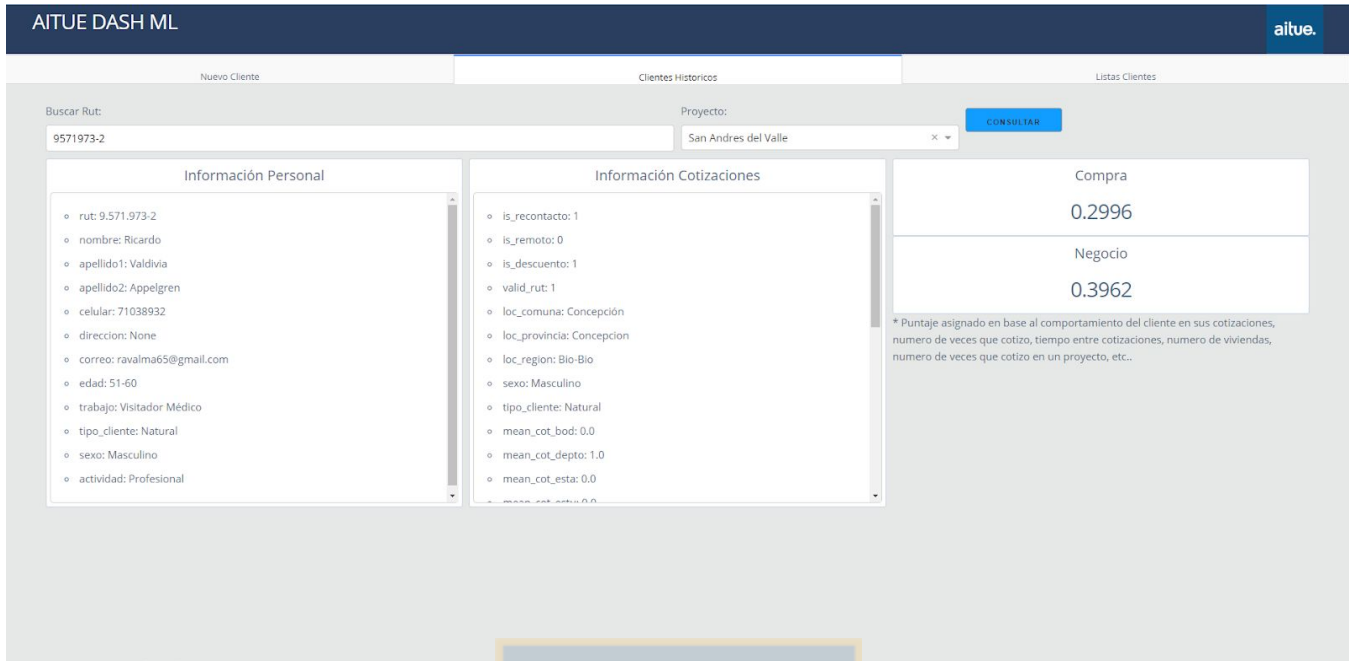 AITUE DASH ML
aitue.
Nuevo Cliente
Clientes Historicos
Listas Clientes
Buscar Rut:
Proyecto:
9571973-2
San Andres del Valle
CONSULTAR
Información Personal
rut: 9.571.973-2
nombre: Ricardo
apellido1: Valdivia
apellido2: Appelgren
celular: 71038932
direccion: None
correo: ravalma65@gmail.com
edad: 51-60
trabajo: Visitador Médico
tipo_cliente: Natural
sexo: Masculino
actividad: Profesional
Información Cotizaciones
is_recontacto: 1
is_remoto: 0
is_descuento: 1
valid_rut: 1
loc_comuna: Concepción
loc_provincia: Concepcion
loc_region: Bio-Bio
sexo: Masculino
tipo_cliente: Natural
mean_cot_bod: 0.0
mean_cot_depto: 1.0
mean_cot_esta: 0.0
Compra
0.2996
Negocio
0.3962
* Puntaje asignado en base al comportamiento del cliente en sus cotizaciones,
numero de veces que cotizo, tiempo entre cotizaciones, numero de viviendas,
numero de veces que cotizo en un proyecto, etc..